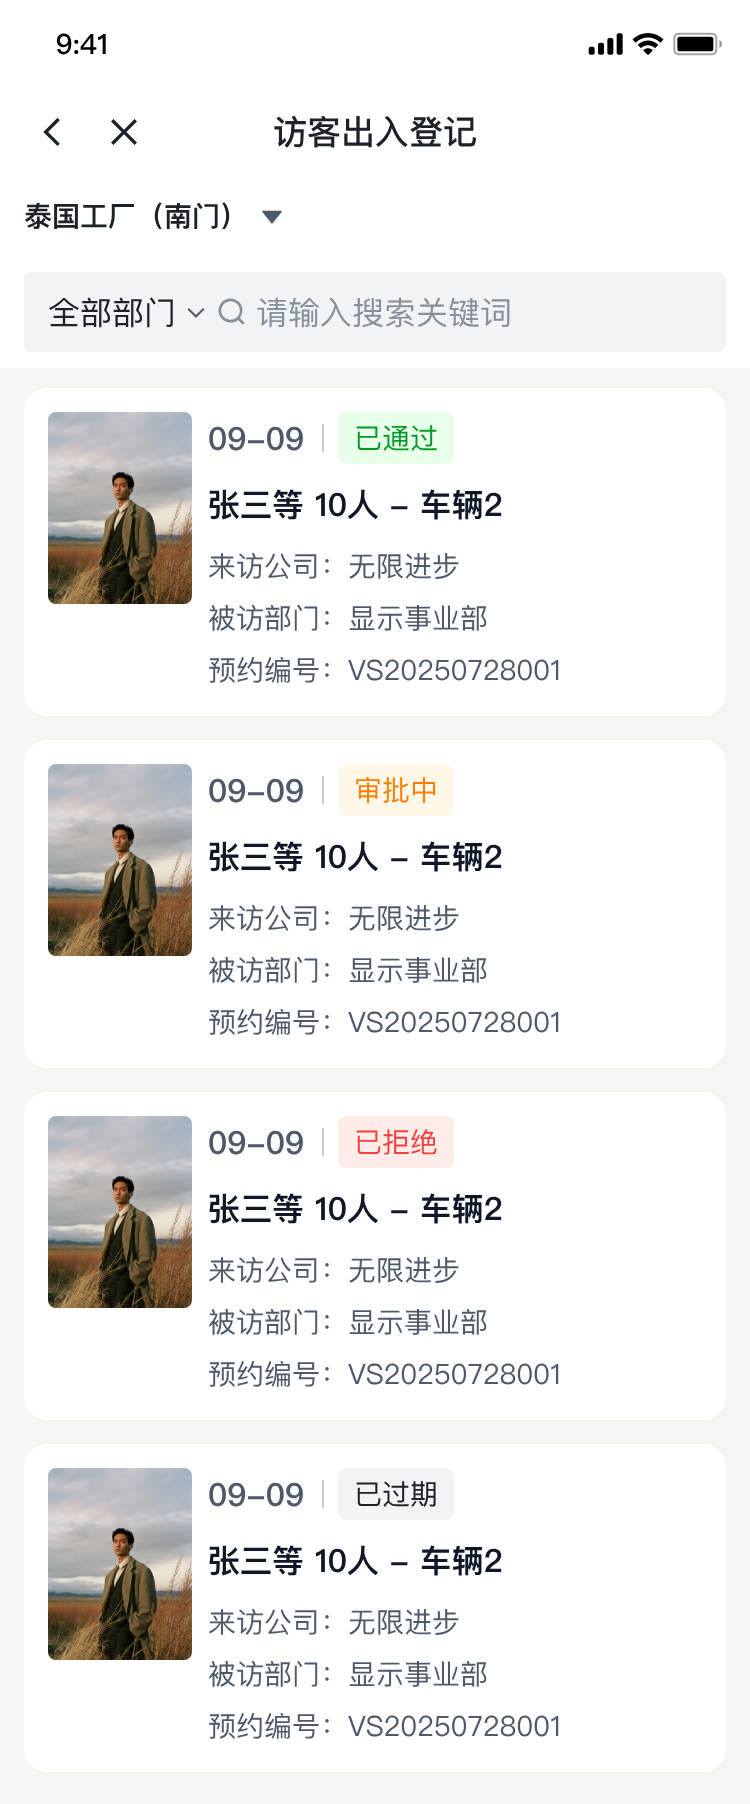 9:41
访客出入登记
泰国工厂（南门）
全部部门 请输入搜索关键词
09-09 已通过
张三等 10人 - 车辆2
来访公司：无限进步
被访部门：显示事业部
预约编号：VS20250728001
09-09 审批中
张三等 10人 - 车辆2
来访公司：无限进步
被访部门：显示事业部
预约编号：VS20250728001
09-09 已拒绝
张三等 10人 - 车辆2
来访公司：无限进步
被访部门：显示事业部
预约编号：VS20250728001
09-09 已过期
张三等 10人 - 车辆2
来访公司：无限进步
被访部门：显示事业部
预约编号：VS20250728001